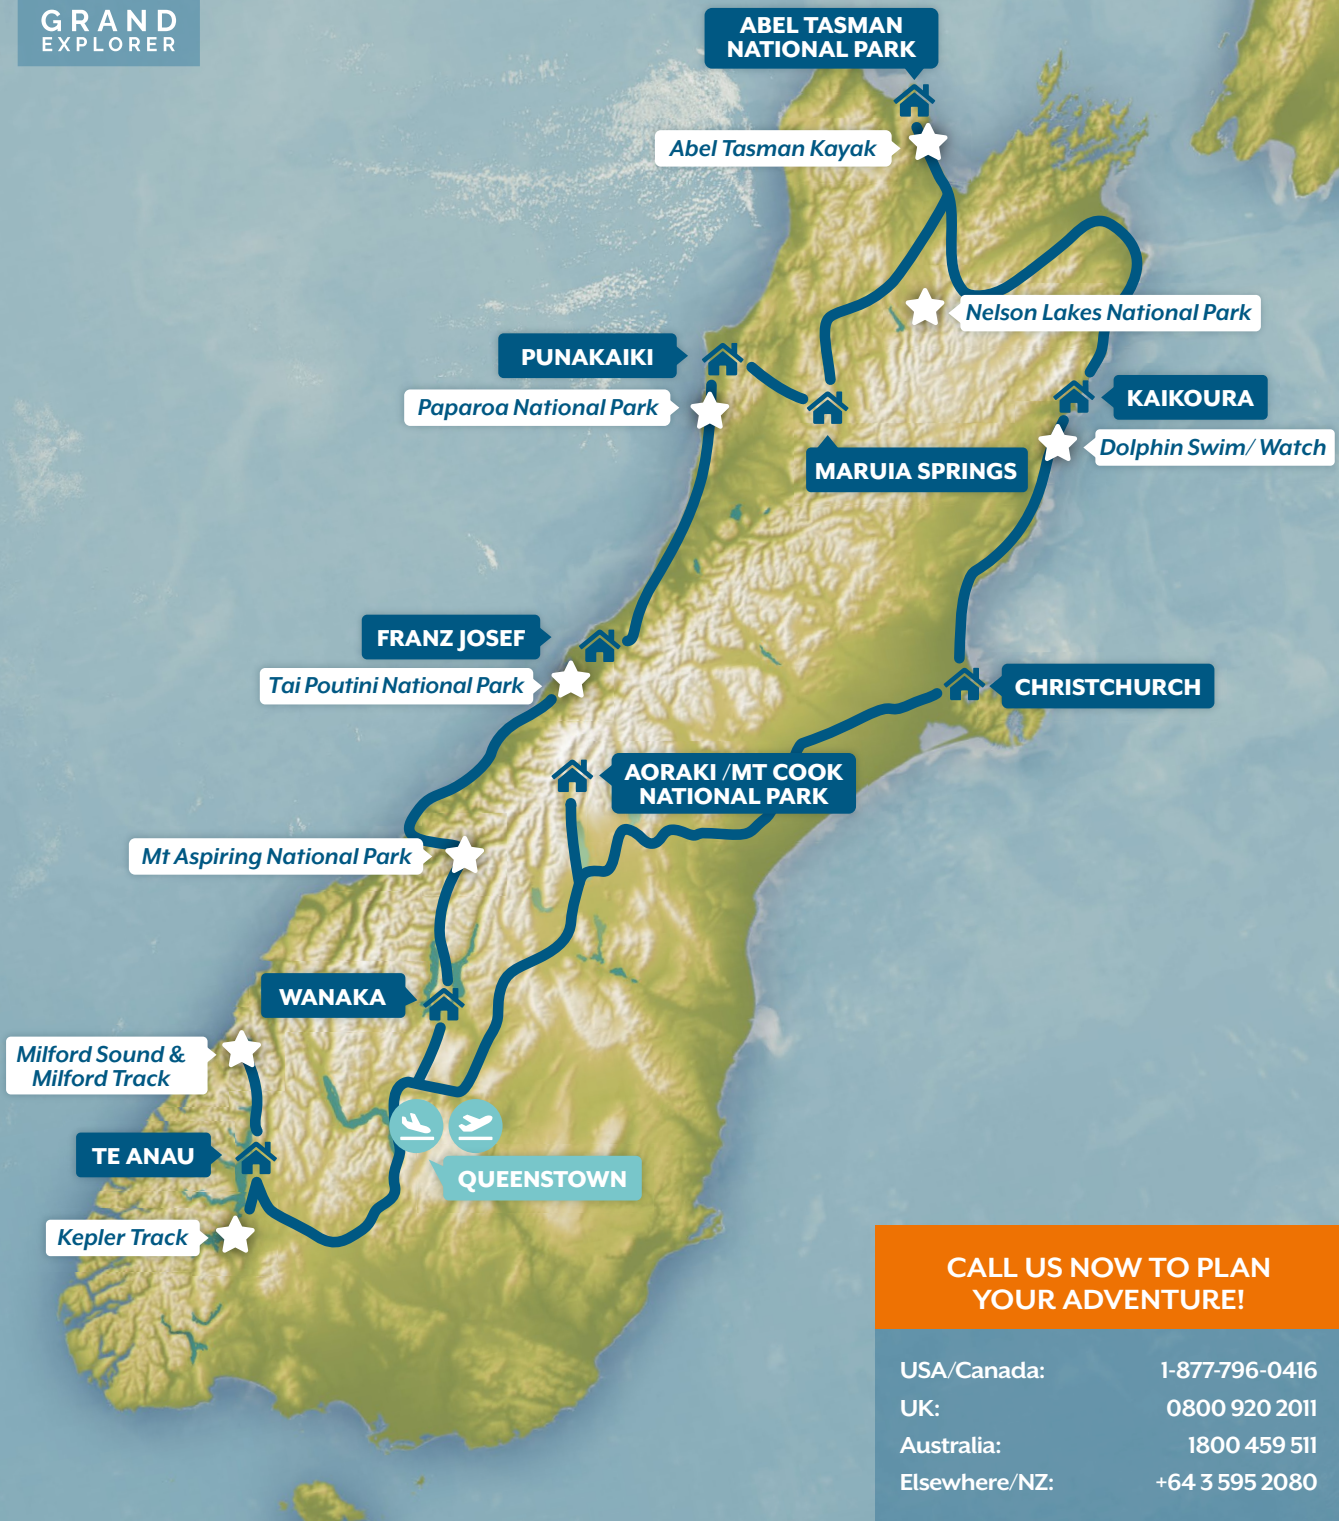 GRAND
EXPLORER
ABEL TASMAN
NATIONAL PARK
Abel Tasman Kayak
Nelson Lakes National Park
PUNAKAIKI
Paparoa National Park
KAIKOURA
Dolphin Swim/ Watch
MARUIA SPRINGS
FRANZ JOSEF
Tai Poutini National Park
CHRISTCHURCH
AORAKI /MT COOK
NATIONAL PARK
Mt Aspiring National Park
WANAKA
Milford Sound &
Milford Track
TE ANAU
QUEENSTOWN
Kepler Track
CALL US NOW TO PLAN
YOUR ADVENTURE!
USA/Canada: 1-877-796-0416
UK: 0800 920 2011
Australia: 1800 459 511
Elsewhere/NZ: +64 3 595 2080